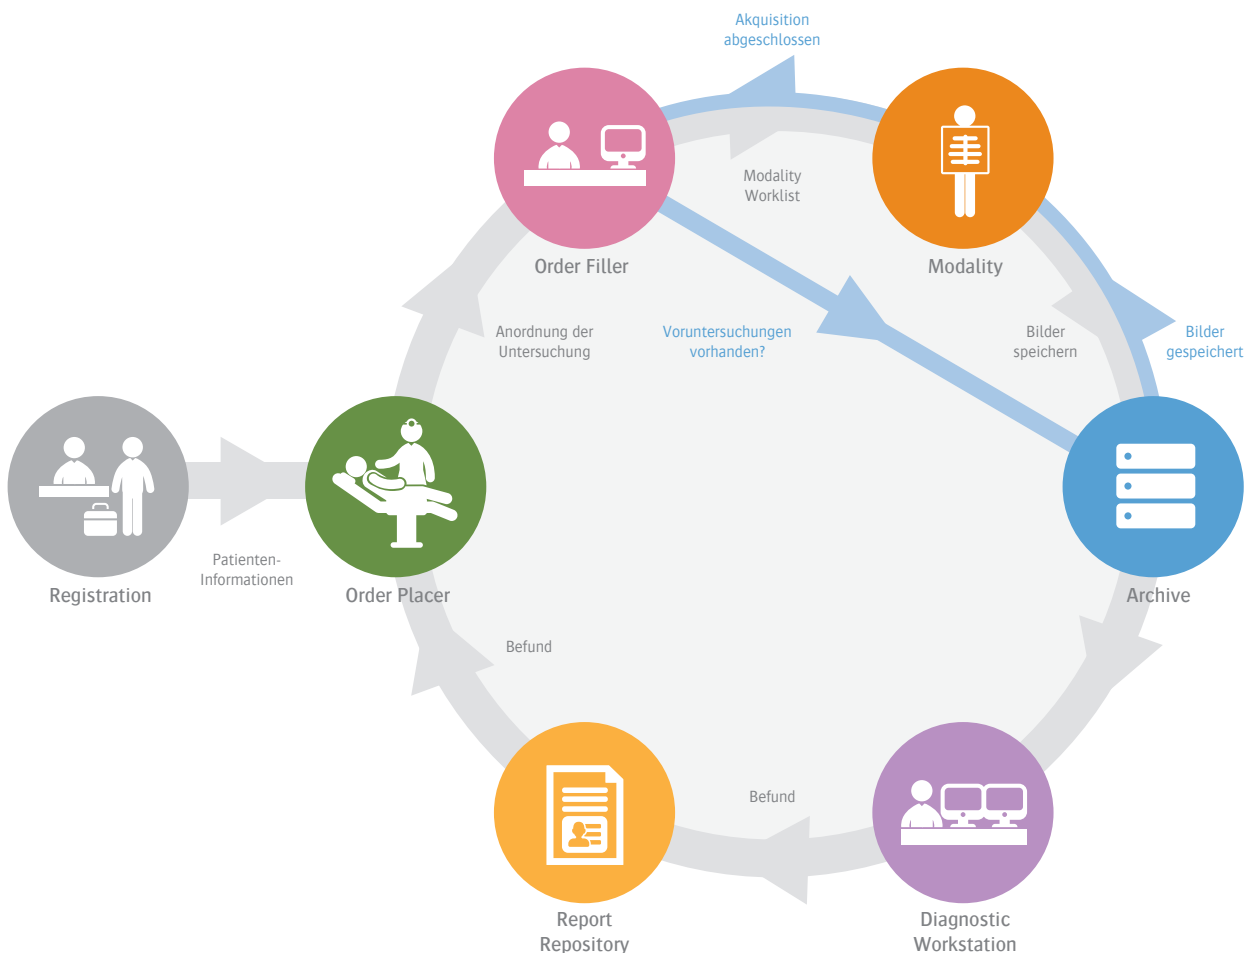 Akquisition
abgeschlossen
Modality
Worklist
Order Filler
Modality
Anordnung der
Untersuchung
Voruntersuchungen
vorhanden?
Bilder
speichern
Bilder
gespeichert
Patienten-
Informationen
Registration
Order Placer
Archive
Befund
Befund
Report
Repository
Diagnostic
Workstation